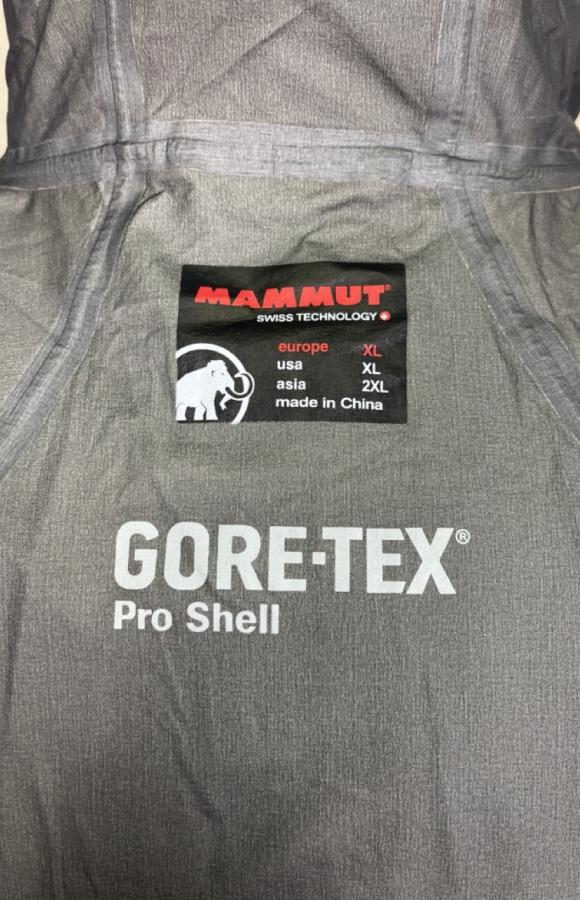 MAMMUT®
SWISS TECHNOLOGY
europe XL
usa XL
asia 2XL
made in China
GORE-TEX®
Pro Shell